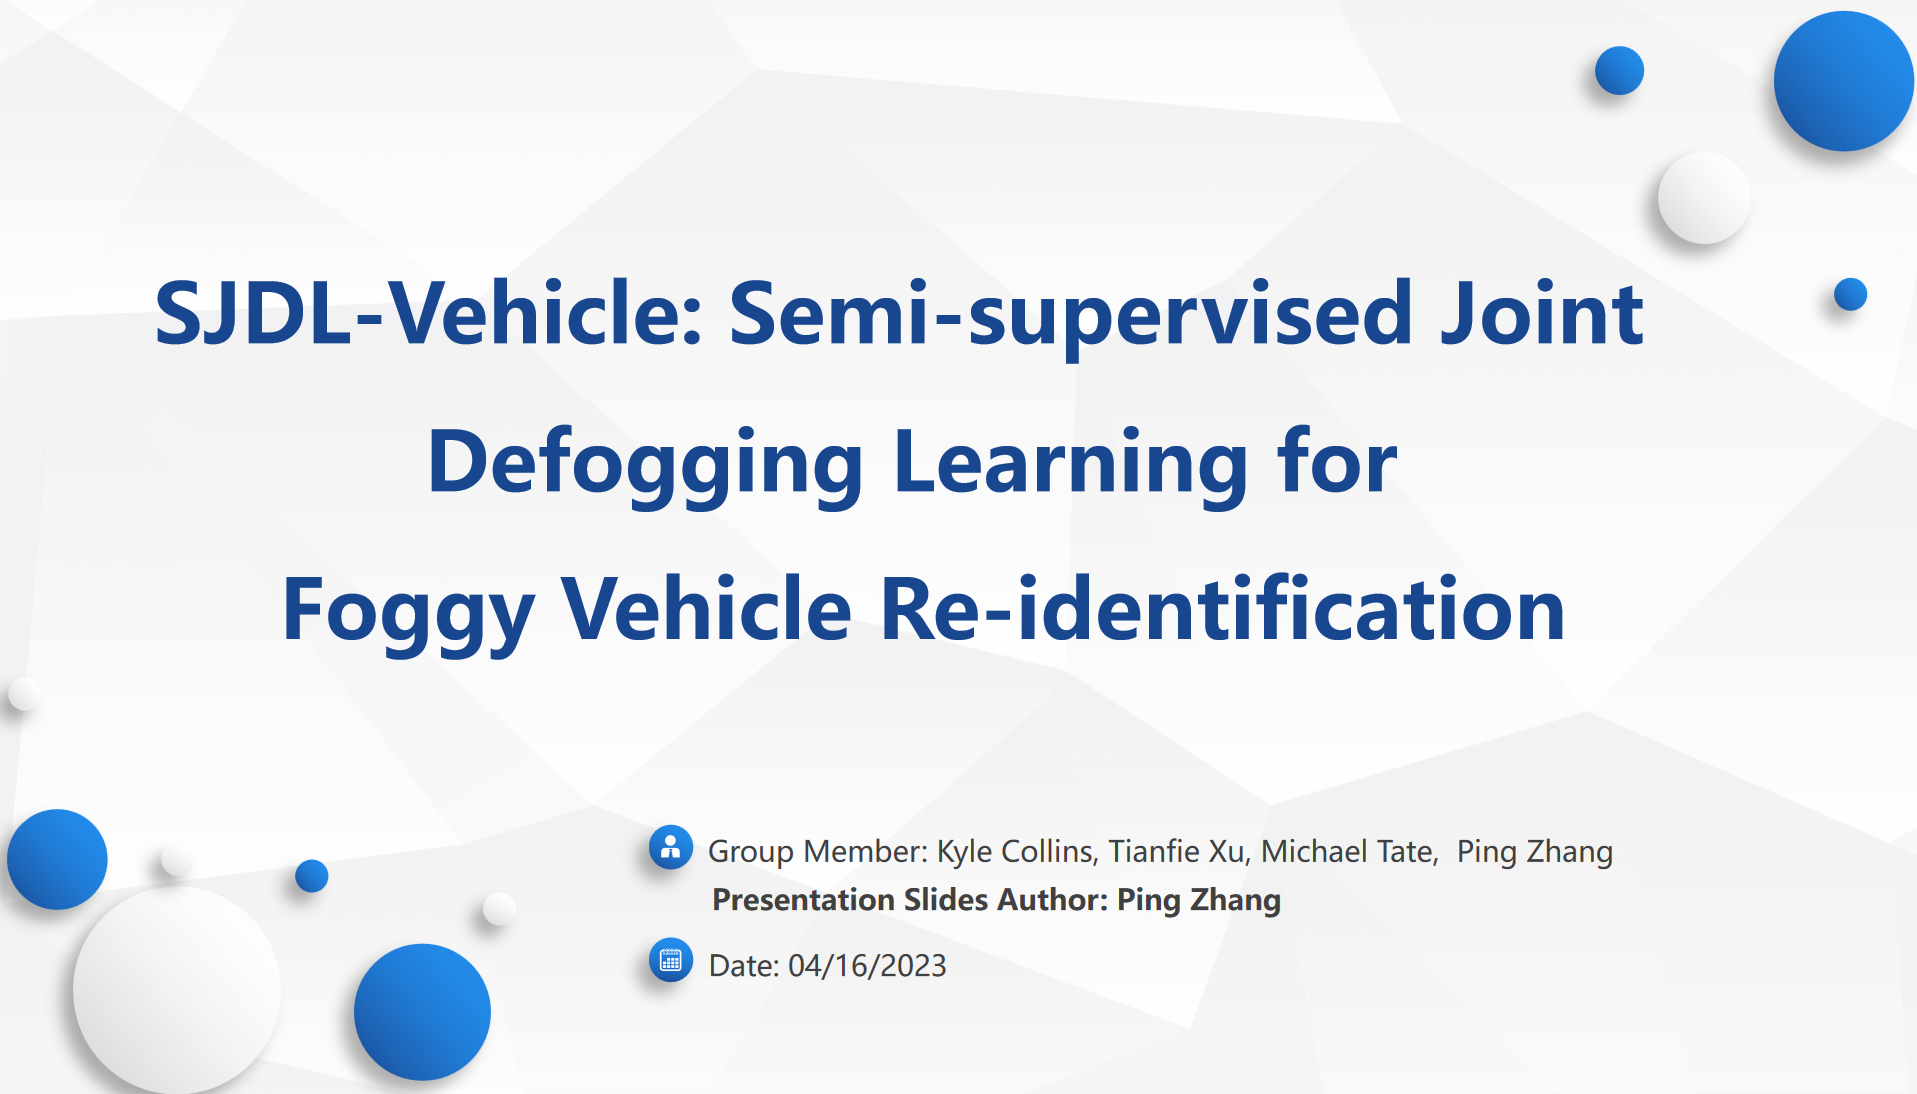 SJDL-Vehicle: Semi-supervised Joint
Defogging Learning for
Foggy Vehicle Re-identification
Group Member: Kyle Collins, Tianfie Xu, Michael Tate,  Ping Zhang
Presentation Slides Author: Ping Zhang
Date: 04/16/2023